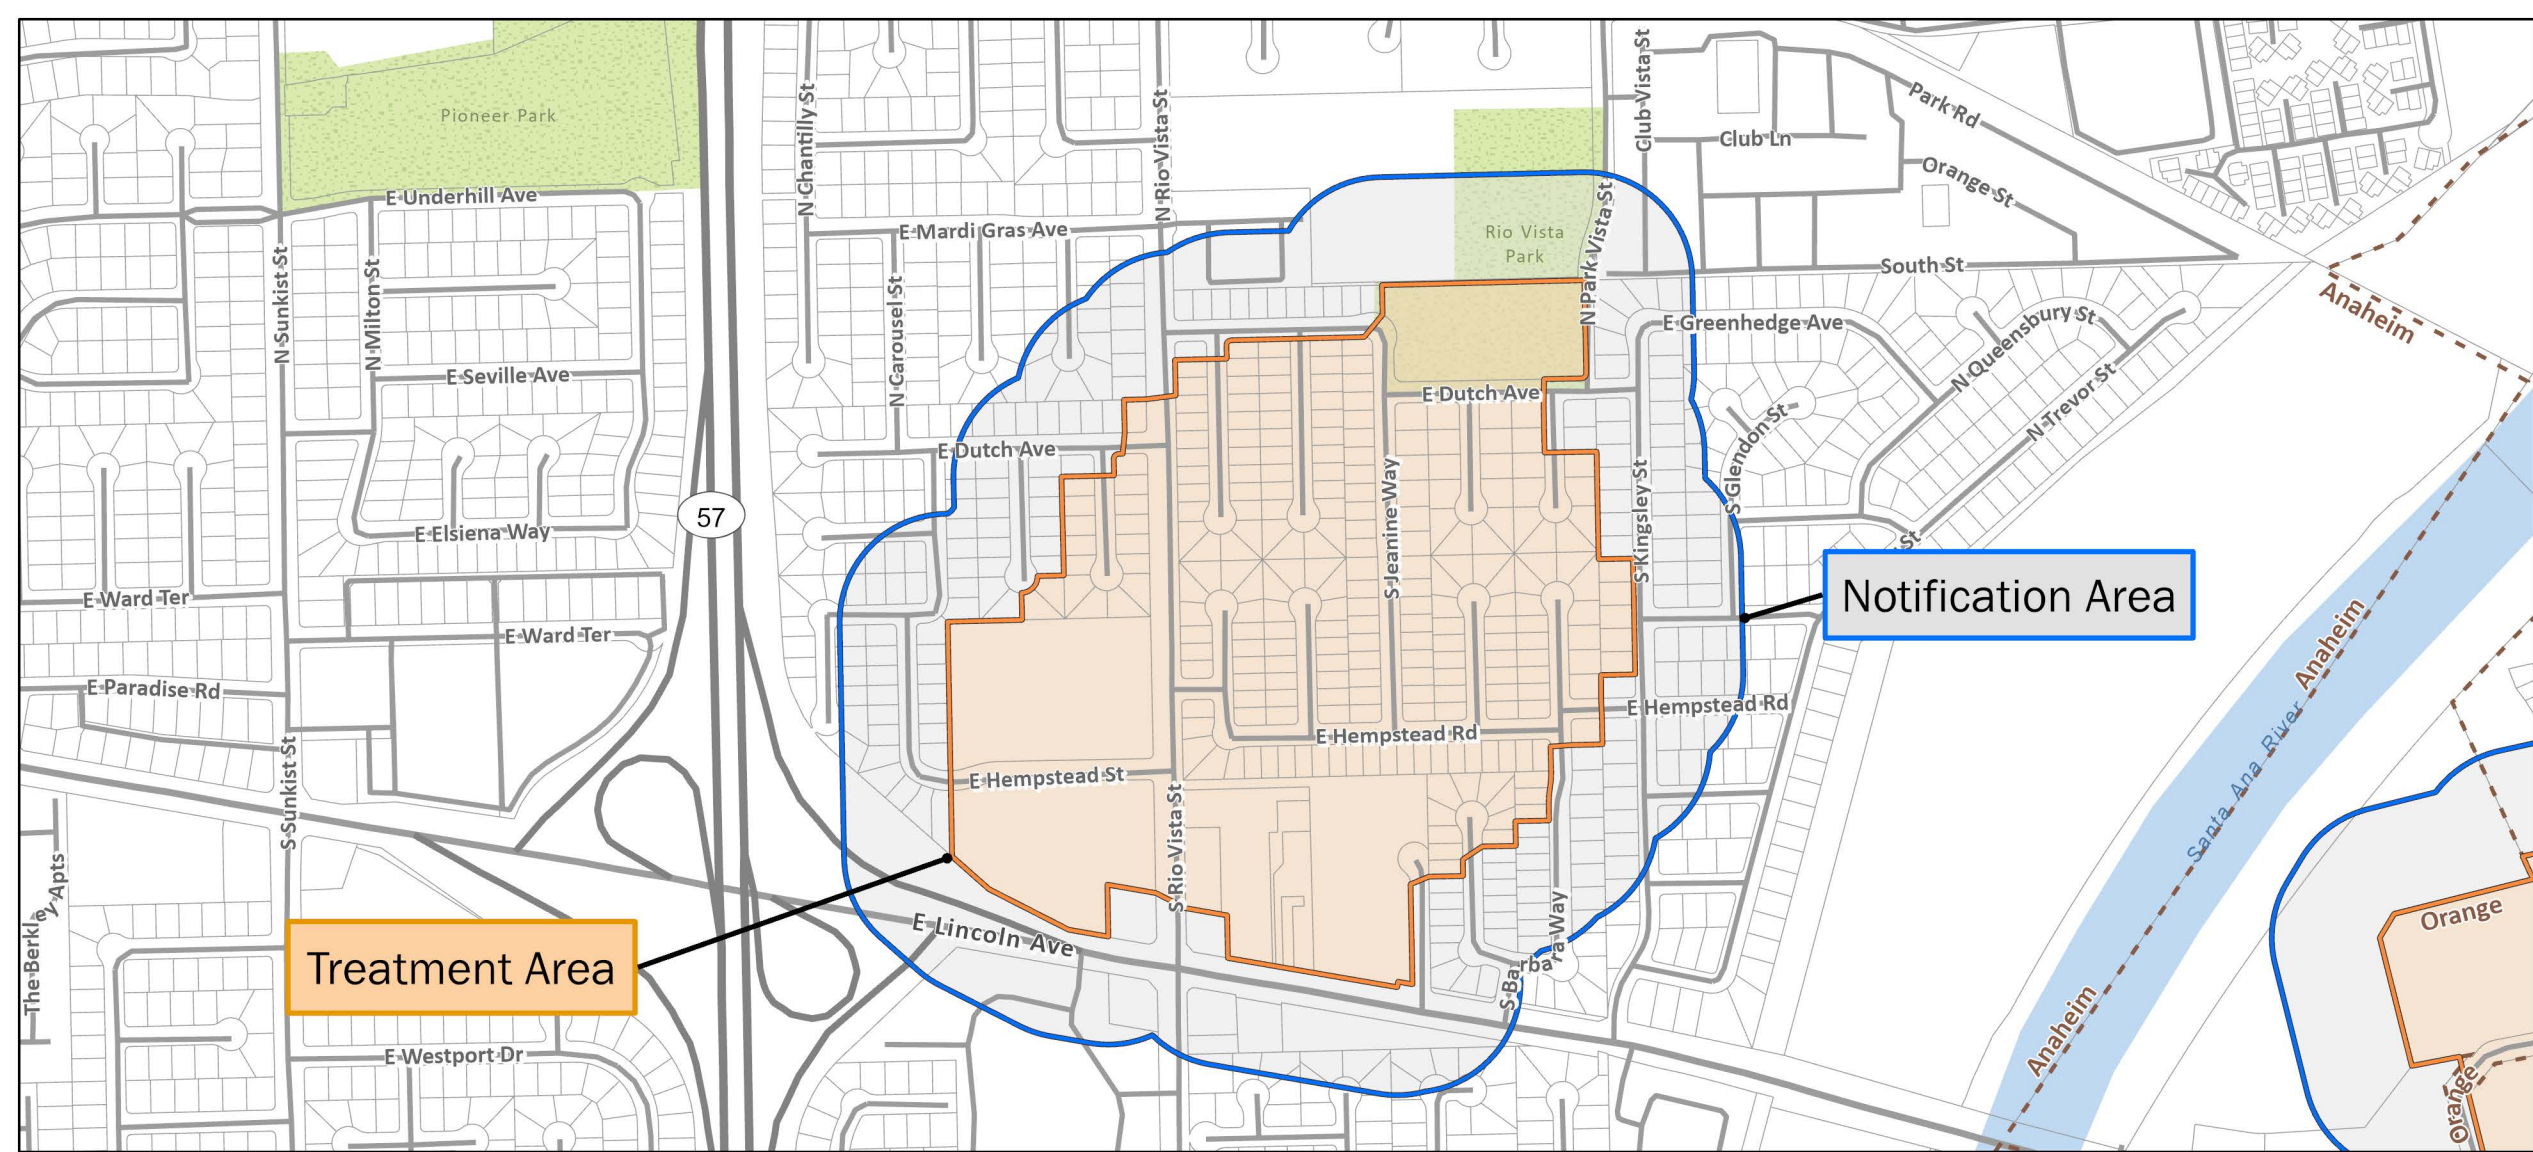 Pioneer Park
E Underhill Ave
N Sunkist St
N Milton St
E Seville Ave
E Elsiena Way
E Ward Ter
E Ward Ter
E Paradise Rd
S Sunkist St
The Berkley Apts
E Westport Dr
57
N Chantilly St
N Rio Vista St
E Mardi Gras Ave
N Carousel St
E Dutch Ave
Rio Vista
Park
N Park Vista St
Club Vista St
Club Ln
Park Rd
Orange St
South St
E Greenhedge Ave
N Queensbury St
N Trevor St
S Glendon St
St
E Dutch Ave
S Jeanine Way
S Kingsley St
E Hempstead Rd
E Hempstead Rd
E Hempstead St
S Rio Vista St
E Lincoln Ave
S Barbara Way
Treatment Area
Notification Area
Anaheim
Anaheim
Santa Ana River
Anaheim
Orange
Orange